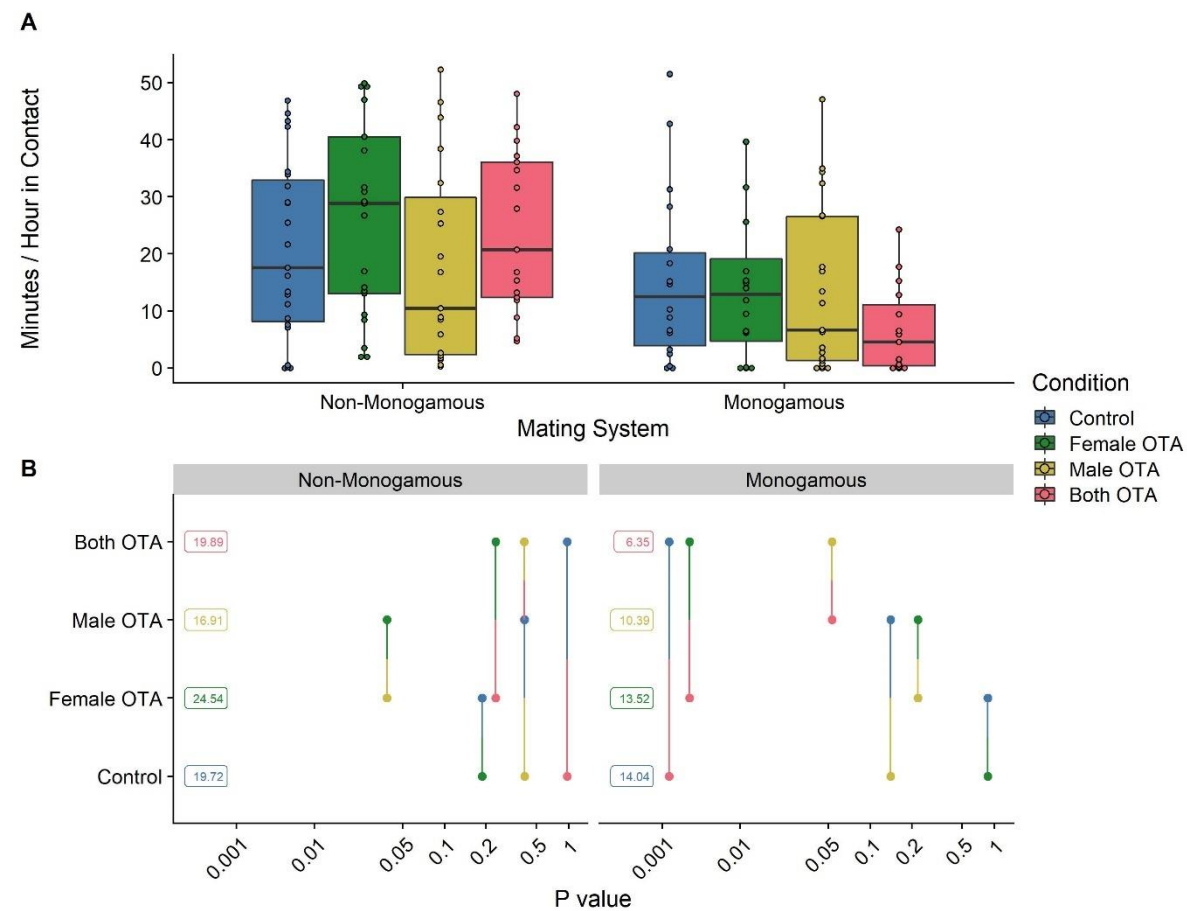 A
Minutes / Hour in Contact
50
40
30
20
10
0
Non-Monogamous Monogamous
Mating System
Condition
Control
Female OTA
Male OTA
Both OTA
B
Non-Monogamous Monogamous
Both OTA 19.89 6.35
Male OTA 16.91 10.39
Female OTA 24.54 13.52
Control 19.72 14.04
0.001 0.01 0.05 0.1 0.2 0.5 1 0.001 0.01 0.05 0.1 0.2 0.5 1
P value